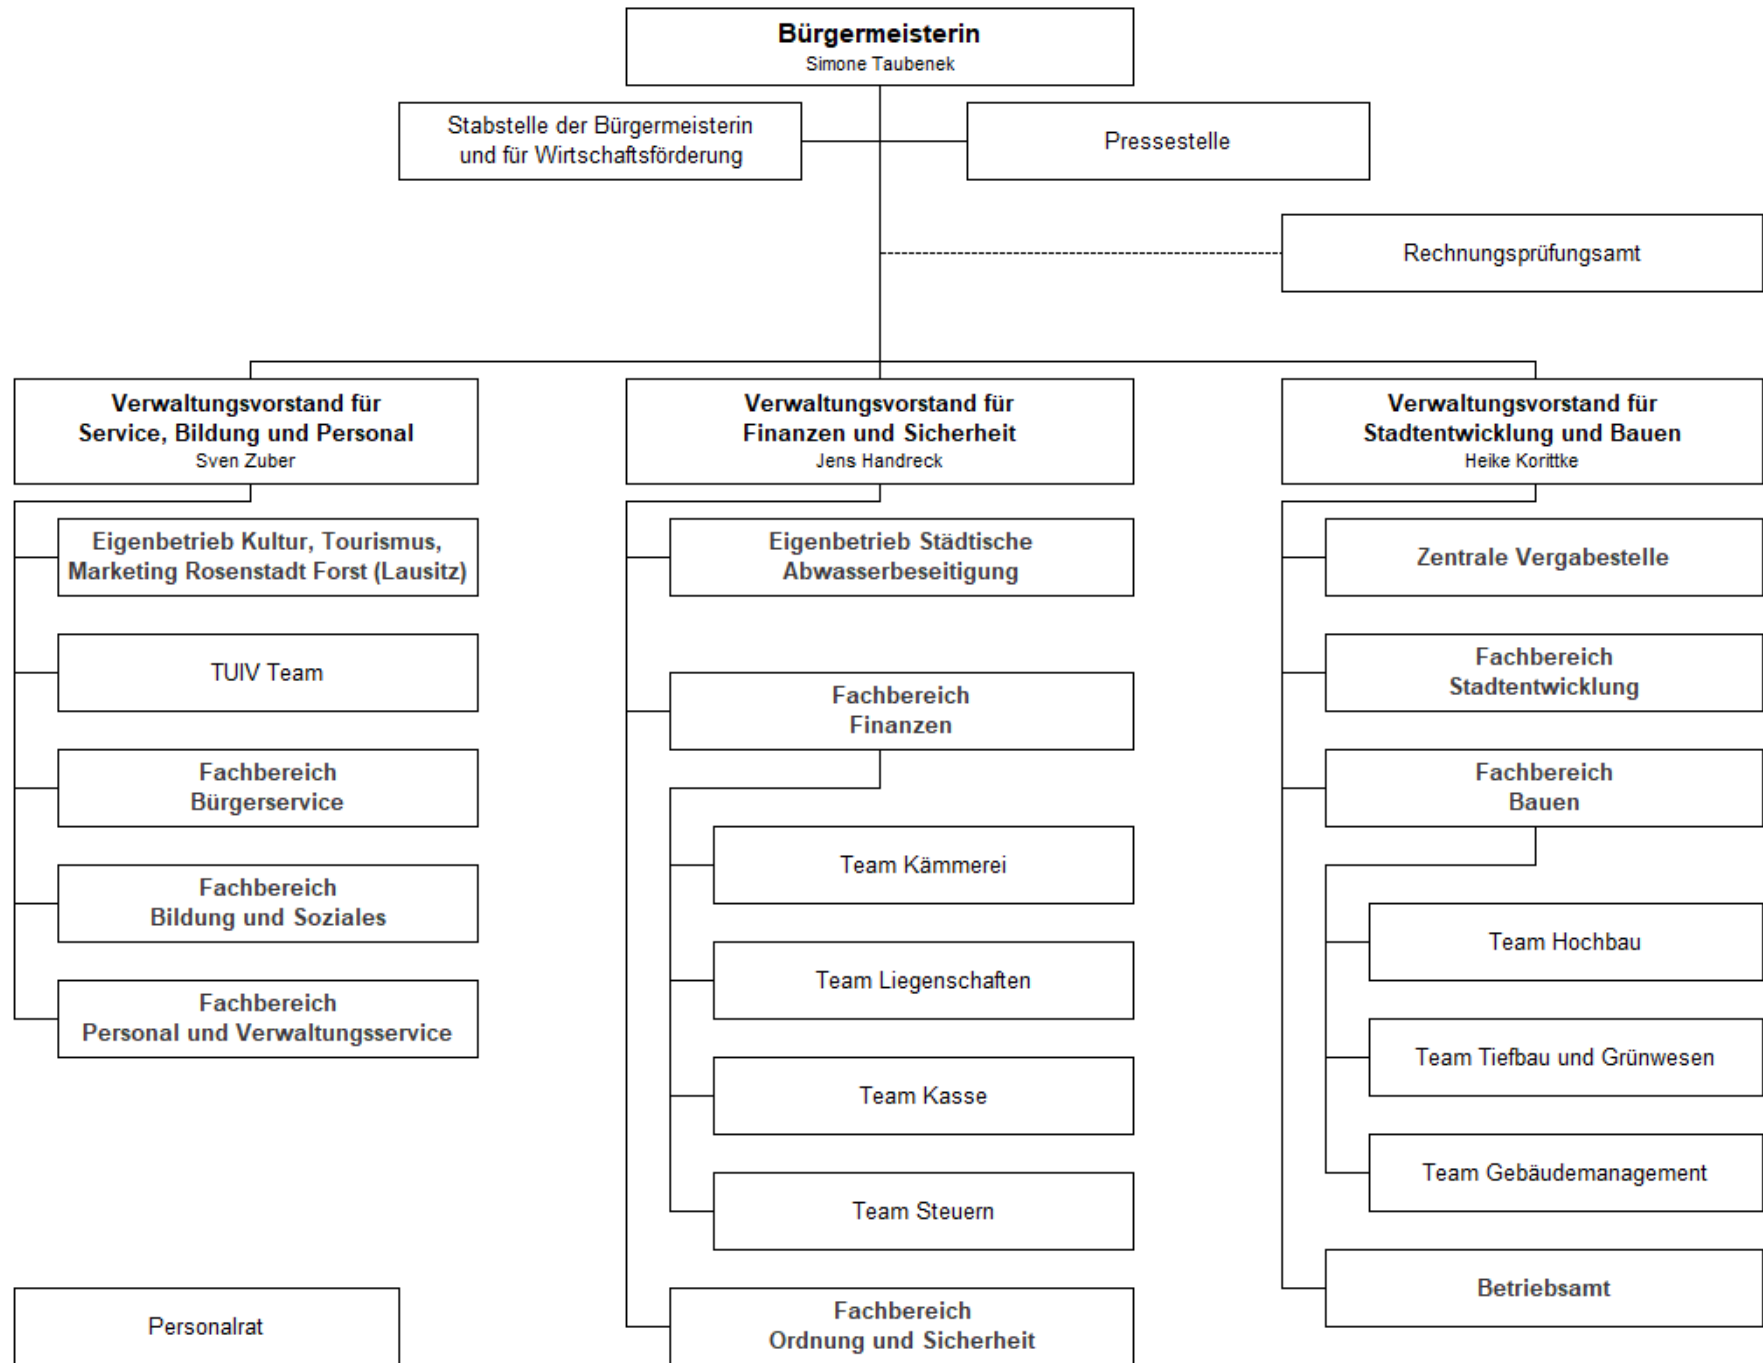 Bürgermeisterin
Simone Taubenek
Stabstelle der Bürgermeisterin
und für Wirtschaftsförderung
Pressestelle
Rechnungsprüfungsamt
Verwaltungsvorstand für
Service, Bildung und Personal
Sven Zuber
Eigenbetrieb Kultur, Tourismus,
Marketing Rosenstadt Forst (Lausitz)
TUIV Team
Fachbereich
Bürgerservice
Fachbereich
Bildung und Soziales
Fachbereich
Personal und Verwaltungsservice
Verwaltungsvorstand für
Finanzen und Sicherheit
Jens Handreck
Eigenbetrieb Städtische
Abwasserbeseitigung
Fachbereich
Finanzen
Team Kämmerei
Team Liegenschaften
Team Kasse
Team Steuern
Fachbereich
Ordnung und Sicherheit
Verwaltungsvorstand für
Stadtentwicklung und Bauen
Heike Korittke
Zentrale Vergabestelle
Fachbereich
Stadtentwicklung
Fachbereich
Bauen
Team Hochbau
Team Tiefbau und Grünwesen
Team Gebäudemanagement
Betriebsamt
Personalrat